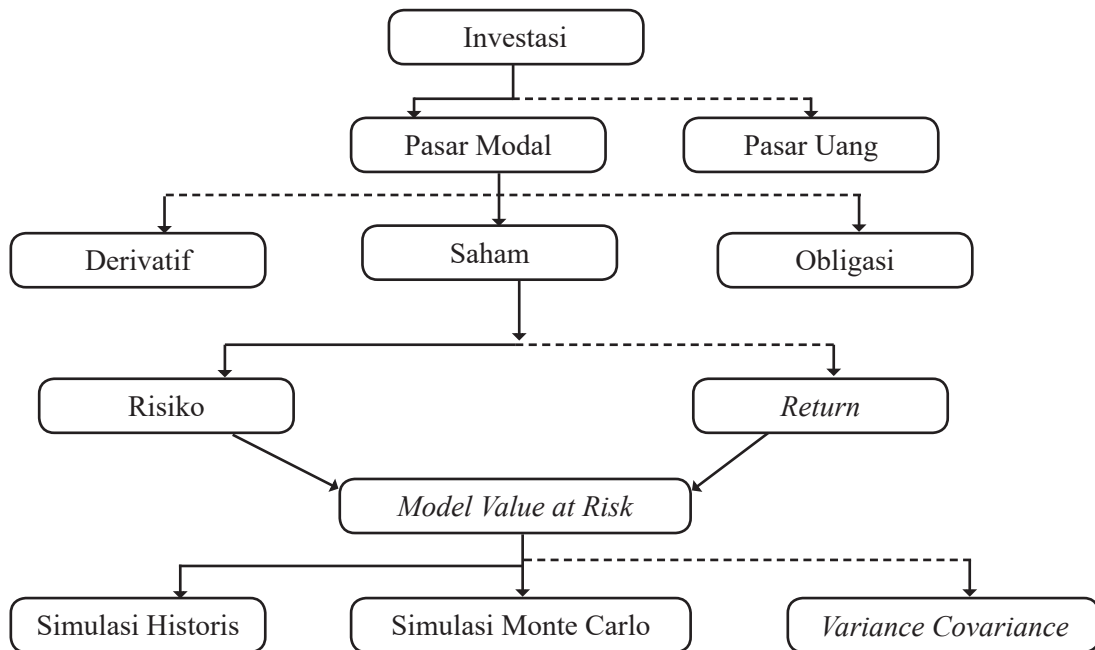 Investasi
Pasar Modal
Pasar Uang
Derivatif
Saham
Obligasi
Risiko
Return
Model Value at Risk
Simulasi Historis
Simulasi Monte Carlo
Variance Covariance